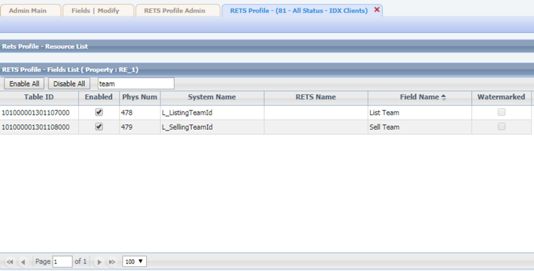 Admin Main Fields | Modify RETS Profile Admin RETS Profile - (B1 - All Status - IDX Clients)
Rets Profile - Resource List
RETS Profile - Fields List ( Property : RE_1)
Enable All Disable All team
Table ID Enabled Phys Num System Name RETS Name Field Name Watermarked
101000001301107000 478 L_ListingTeamId List Team
101000001301108000 479 L_SellingTeamId Sell Team
Page 1 of 1 100